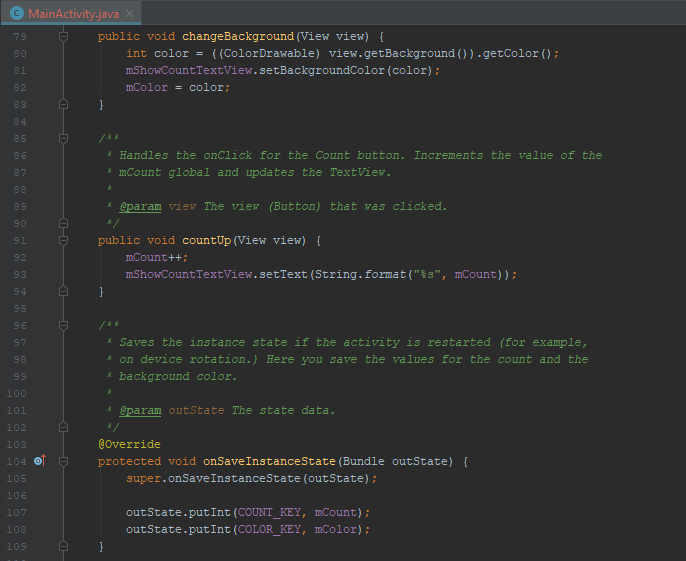 MainActivity.java
79 public void changeBackground(View view) {
80 int color = ((ColorDrawable) view.getBackground()).getColor();
81 mShowCountTextView.setBackgroundColor(color);
82 mColor = color;
83 }
84
85 /**
86 * Handles the onClick for the Count button. Increments the value of the
87 * mCount global and updates the TextView.
88 *
89 * @param view The view (Button) that was clicked.
90 */
91 public void countUp(View view) {
92 mCount++;
93 mShowCountTextView.setText(String.format("%s", mCount));
94 }
95
96 /**
97 * Saves the instance state if the activity is restarted (for example,
98 * on device rotation.) Here you save the values for the count and the
99 * background color.
100 *
101 * @param outState The state data.
102 */
103 @Override
104 protected void onSaveInstanceState(Bundle outState) {
105 super.onSaveInstanceState(outState);
106
107 outState.putInt(COUNT_KEY, mCount);
108 outState.putInt(COLOR_KEY, mColor);
109 }